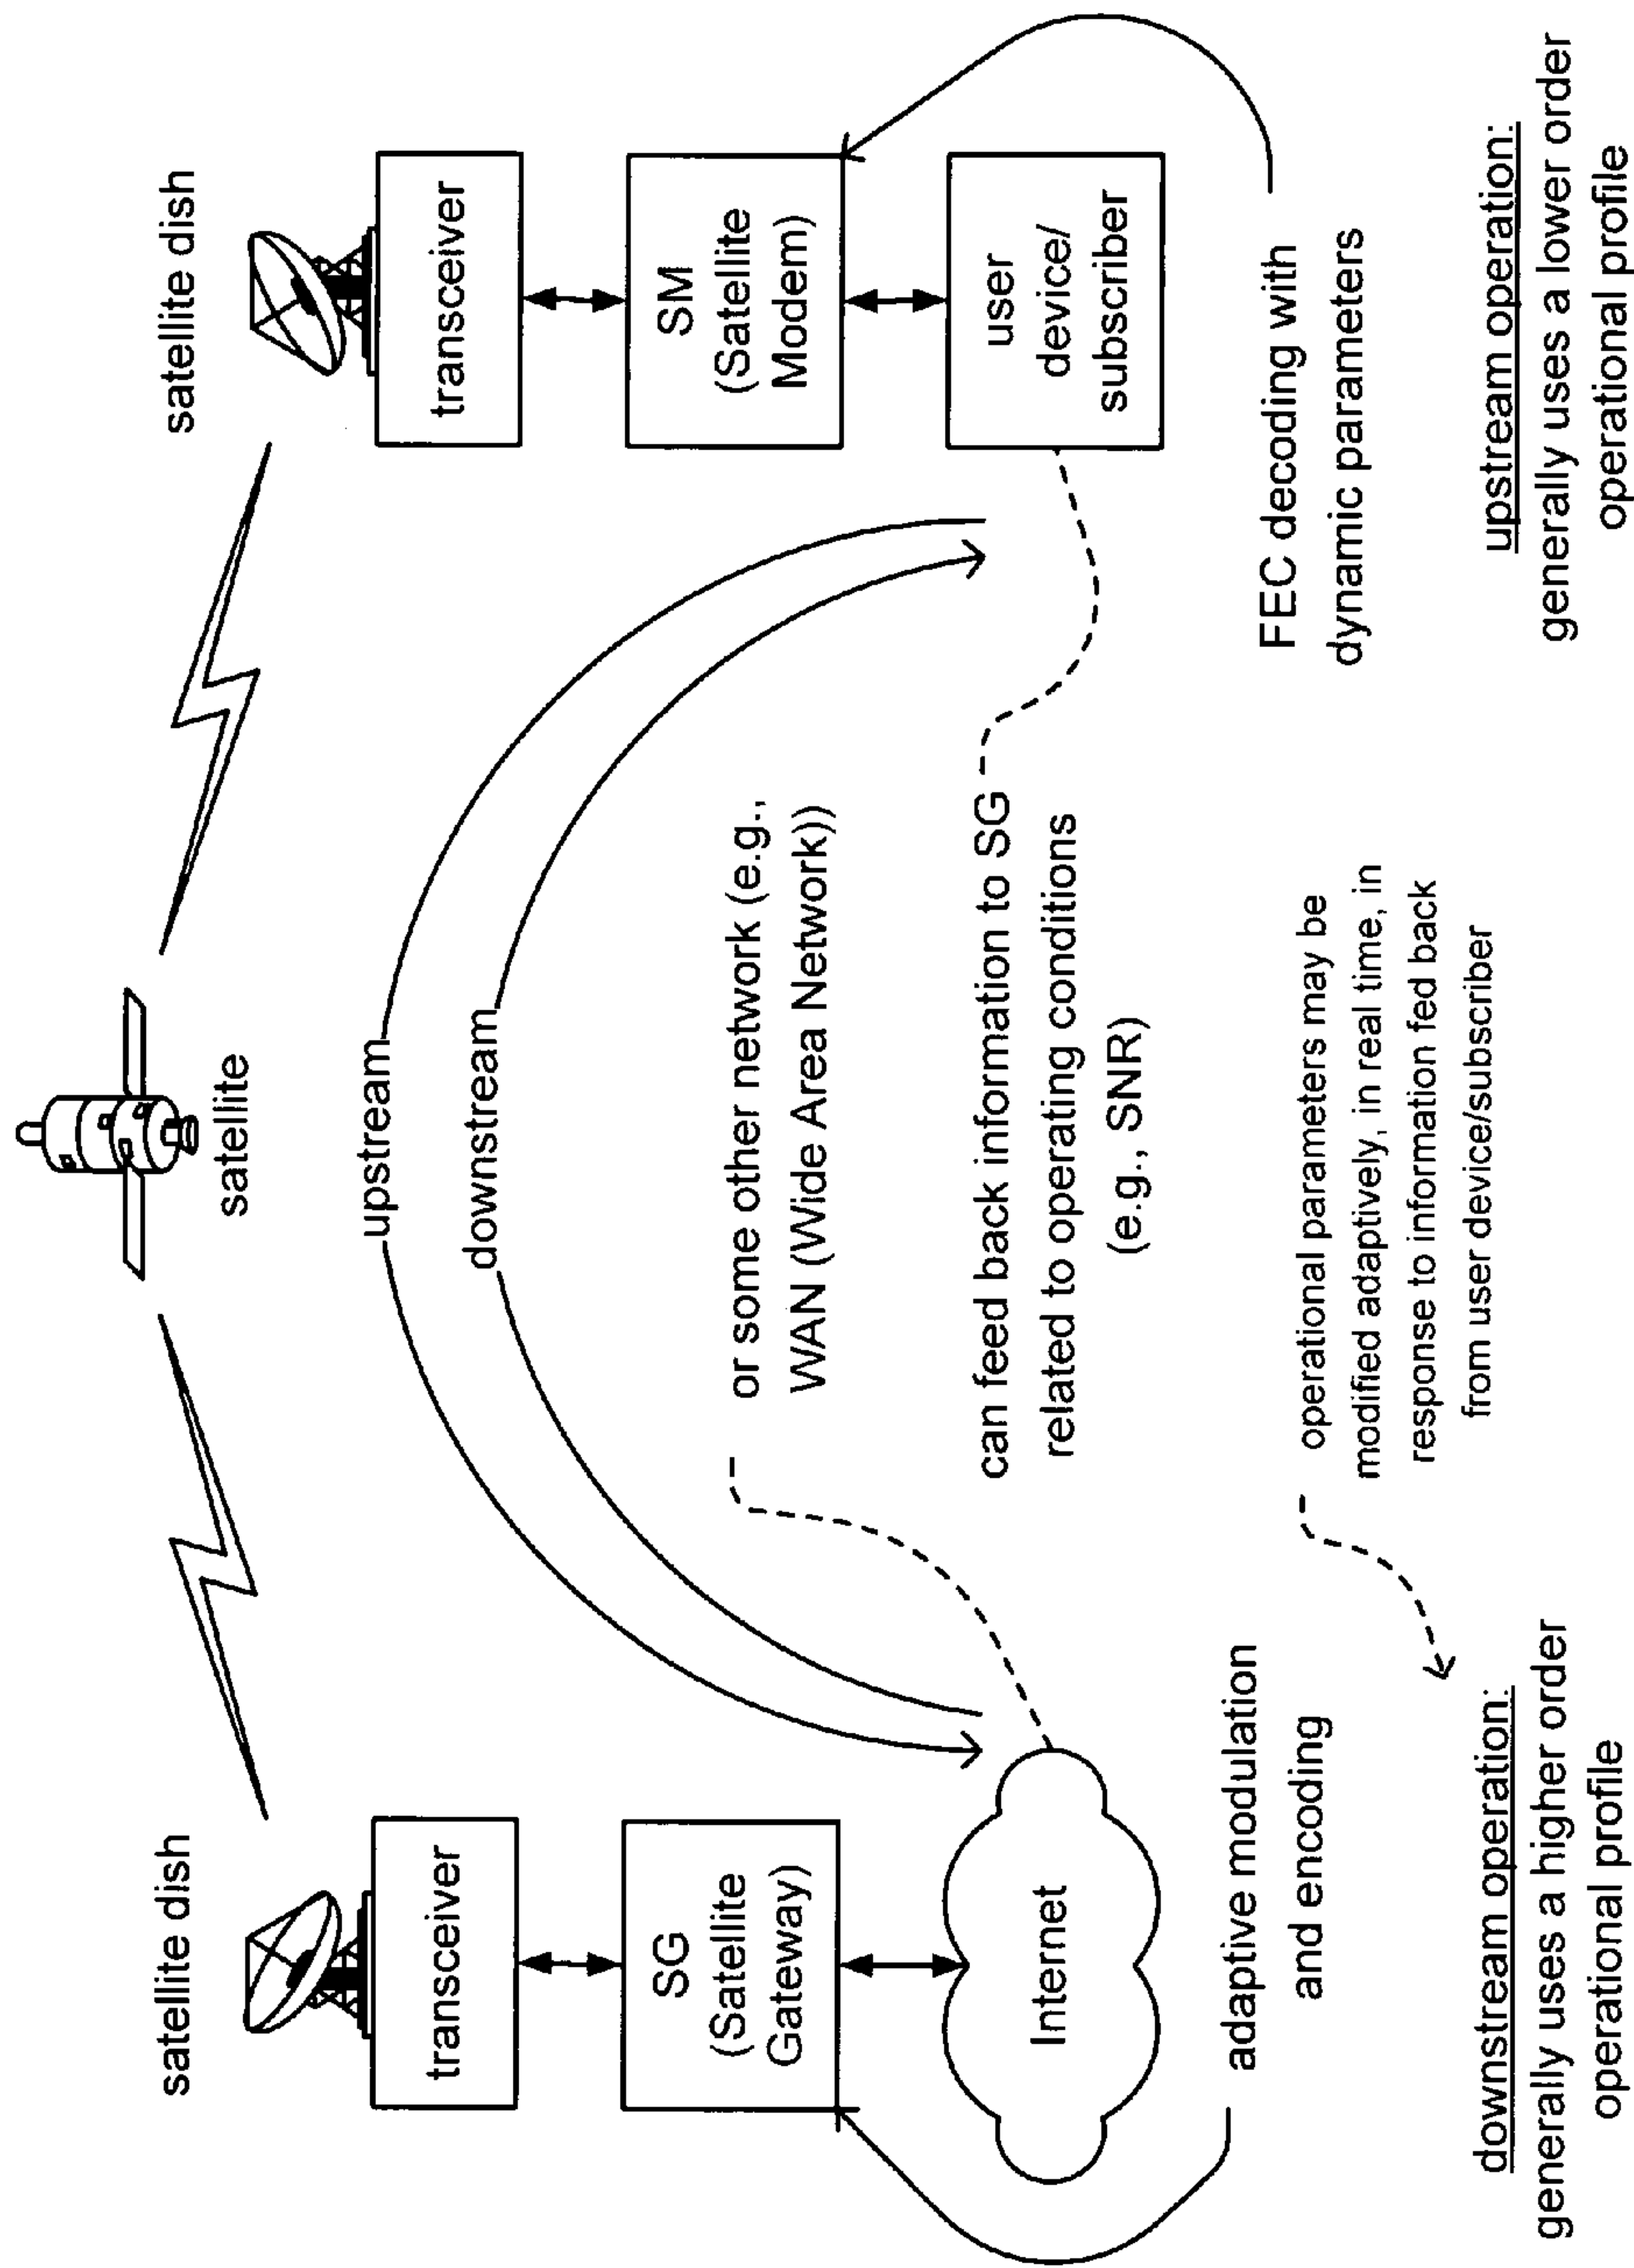 satellite
satellite dish
satellite dish
transceiver
transceiver
upstream
downstream
SG
(Satellite
Gateway)
SM
(Satellite
Modem)
or some other network (e.g.,
WAN (Wide Area Network))
Internet
user
device/
subscriber
can feed back information to SG
related to operating conditions
(e.g., SNR)
adaptive modulation
and encoding
operational parameters may be
modified adaptively, in real time, in
response to information fed back
from user device/subscriber
FEC decoding with
dynamic parameters
downstream operation:
generally uses a higher order
operational profile
upstream operation:
generally uses a lower order
operational profile